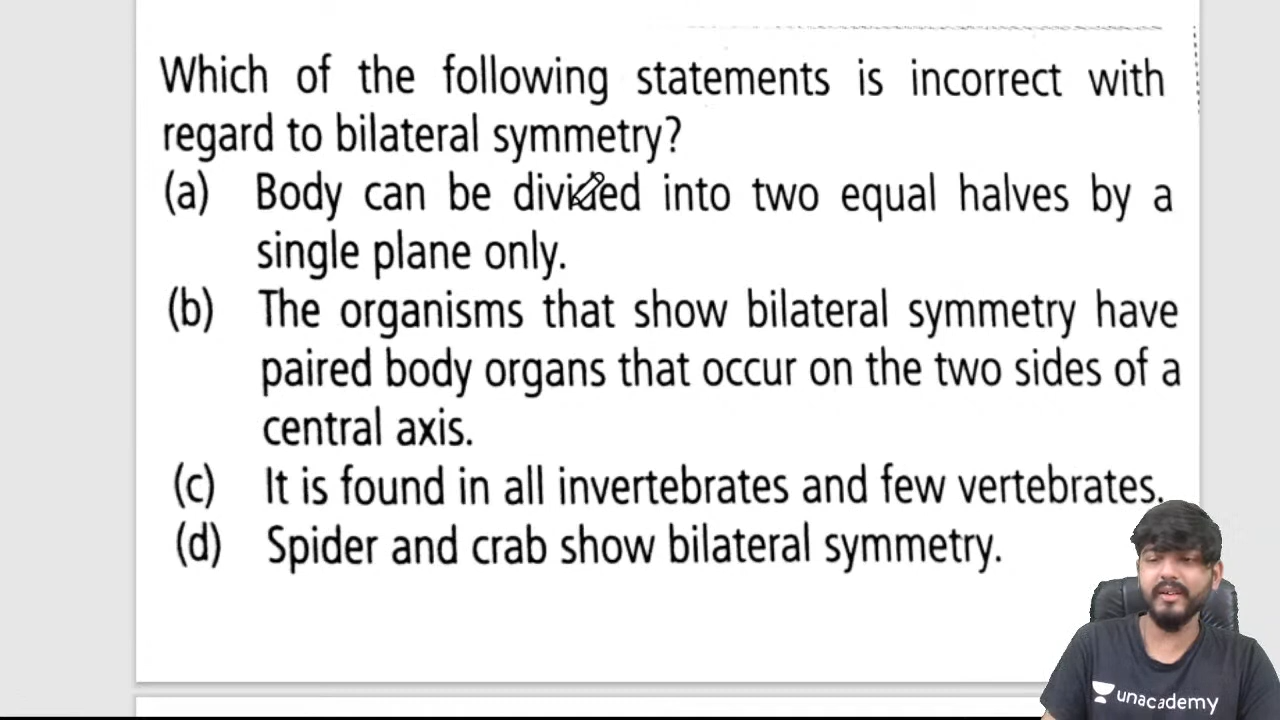 Which of the following statements is incorrect with
regard to bilateral symmetry?
(a) Body can be divided into two equal halves by a
single plane only.
(b) The organisms that show bilateral symmetry have
paired body organs that occur on the two sides of a
central axis.
(c) It is found in all invertebrates and few vertebrates.
(d) Spider and crab show bilateral symmetry.
unacademy